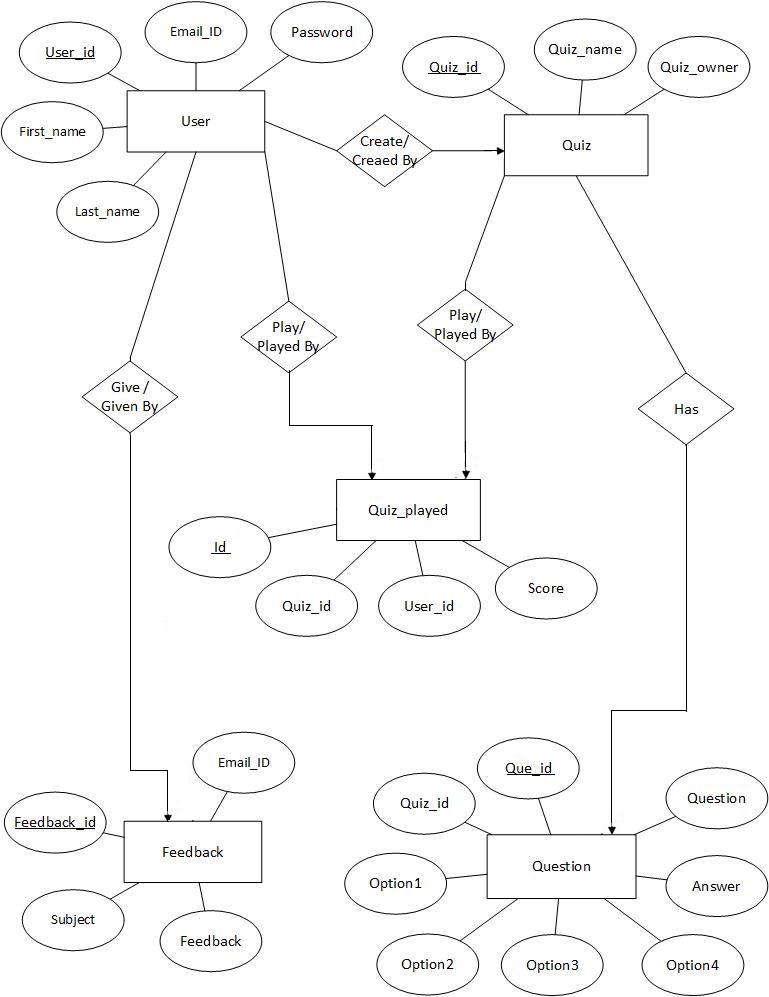 Email_ID
Password
User_id
Quiz_name
Quiz_id
Quiz_owner
User
First_name
Create/
Creaed By
Quiz
Last_name
Play/
Played By
Play/
Played By
Give /
Given By
Has
Quiz_played
Id
Quiz_id
User_id
Score
Email_ID
Feedback_id
Feedback
Subject
Feedback
Que_id
Quiz_id
Question
Question
Option1
Answer
Option2
Option3
Option4